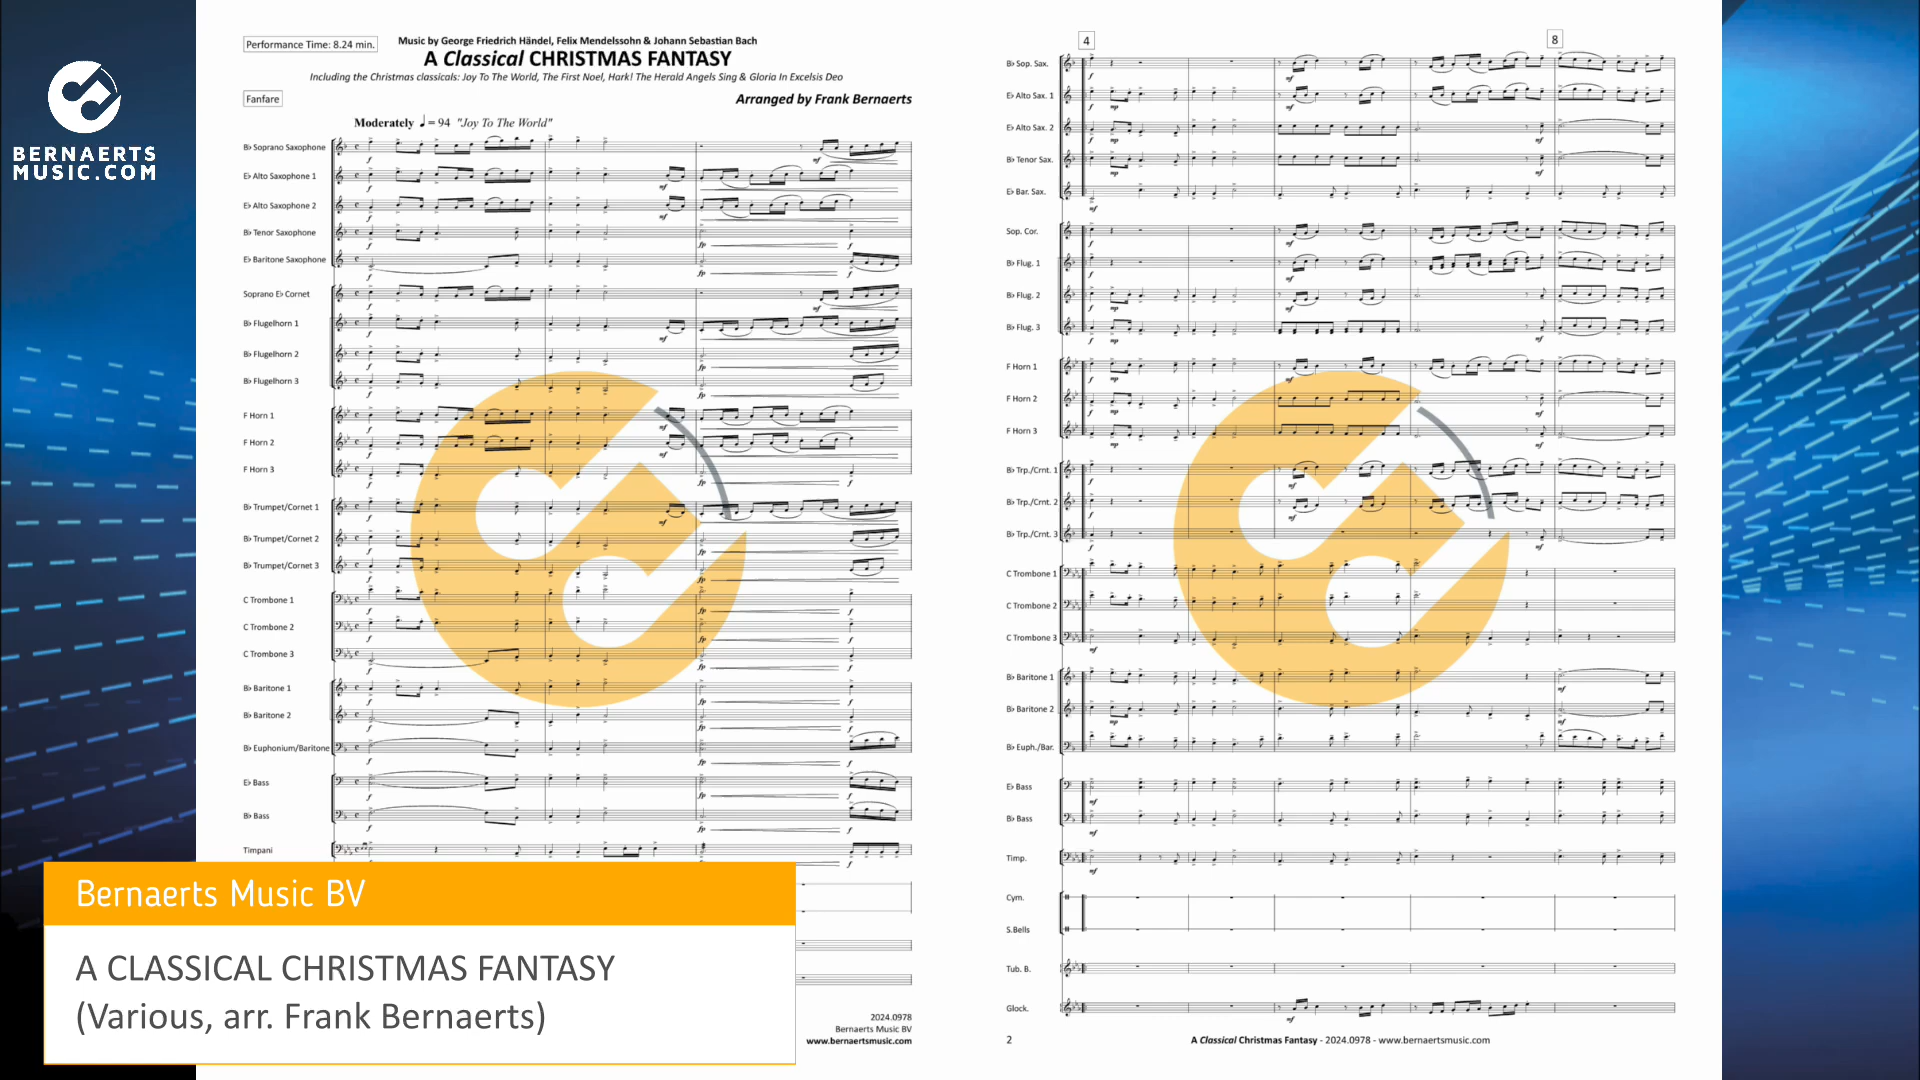 BERNAERTS
MUSIC.COM
Performance Time: 8.24 min.
Music by George Friedrich Händel, Felix Mendelssohn & Johann Sebastian Bach
A Classical CHRISTMAS FANTASY
Including the Christmas classicals: Joy To The World, The First Noel, Hark! The Herald Angels Sing & Gloria In Excelsis Deo
Fanfare
Arranged by Frank Bernaerts
Moderately ♩ = 94 "Joy To The World"
B♭ Soprano Saxophone
E♭ Alto Saxophone 1
E♭ Alto Saxophone 2
B♭ Tenor Saxophone
E♭ Baritone Saxophone
Soprano E♭ Cornet
B♭ Flugelhorn 1
B♭ Flugelhorn 2
B♭ Flugelhorn 3
F Horn 1
F Horn 2
F Horn 3
B♭ Trumpet/Cornet 1
B♭ Trumpet/Cornet 2
B♭ Trumpet/Cornet 3
C Trombone 1
C Trombone 2
C Trombone 3
B♭ Baritone 1
B♭ Baritone 2
B♭ Euphonium/Baritone
E♭ Bass
B♭ Bass
Timpani
2024.0978
Bernaerts Music BV
www.bernaertsmusic.com
4
8
B♭ Sop. Sax.
E♭ Alto Sax. 1
E♭ Alto Sax. 2
B♭ Tenor Sax.
E♭ Bar. Sax.
Sop. Cor.
B♭ Flug. 1
B♭ Flug. 2
B♭ Flug. 3
F Horn 1
F Horn 2
F Horn 3
B♭ Trp./Crnt. 1
B♭ Trp./Crnt. 2
B♭ Trp./Crnt. 3
C Trombone 1
C Trombone 2
C Trombone 3
B♭ Baritone 1
B♭ Baritone 2
B♭ Euph./Bar.
E♭ Bass
B♭ Bass
Timp.
Cym.
S.Bells
Tub. B.
Glock.
2
A Classical Christmas Fantasy - 2024.0978 - www.bernaertsmusic.com
Bernaerts Music BV
A CLASSICAL CHRISTMAS FANTASY
(Various, arr. Frank Bernaerts)